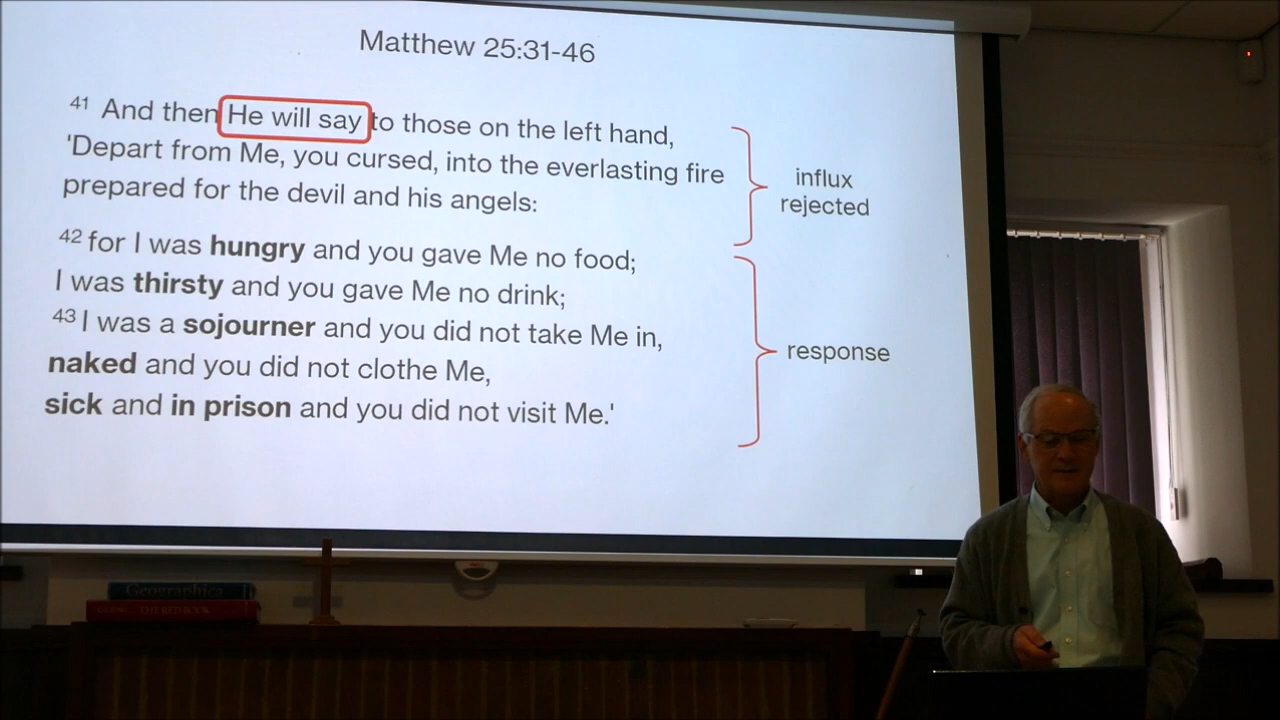 Matthew 25:31-46
41 And then He will say to those on the left hand,
'Depart from Me, you cursed, into the everlasting fire
prepared for the devil and his angels:
influx
rejected
42 for I was hungry and you gave Me no food;
I was thirsty and you gave Me no drink;
43 I was a sojourner and you did not take Me in,
naked and you did not clothe Me,
sick and in prison and you did not visit Me.'
response
Geographica
THE RED BOOK